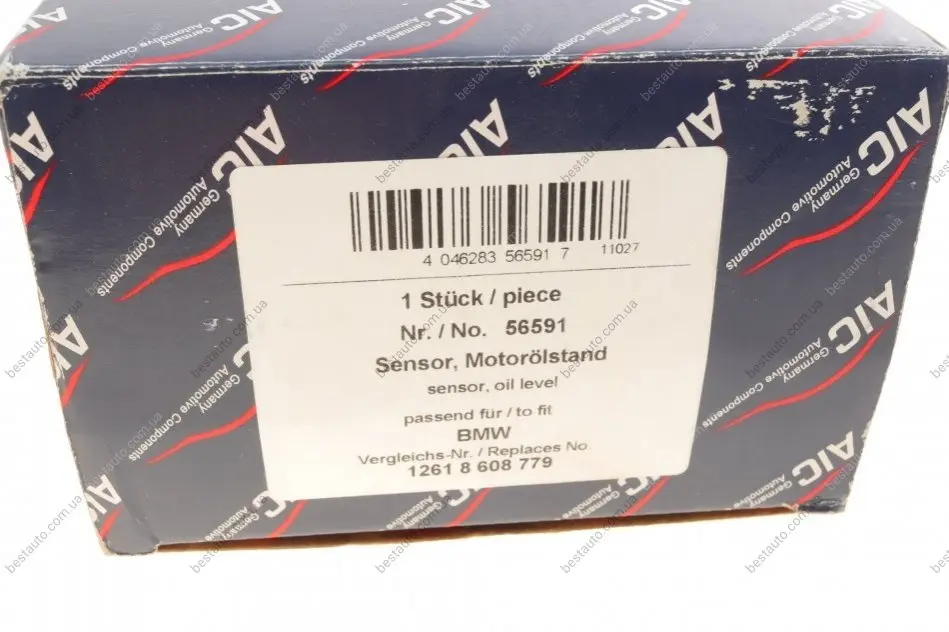 AIC Germany
Automotive Components
4 046283 56591 7
11027
1 Stück / piece
Nr. / No. 56591
Sensor, Motorölstand
sensor, oil level
passend für / to fit
BMW
Vergleichs-Nr. / Replaces No
1261 8 608 779
bestauto.com.ua